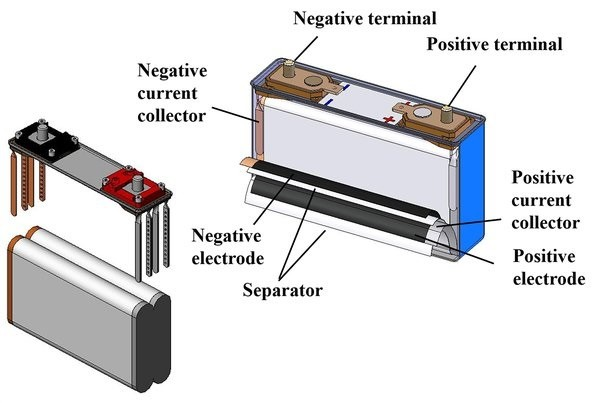 Negative terminal
Positive terminal
Negative
current
collector
Positive
current
collector
Negative
electrode
Positive
electrode
Separator